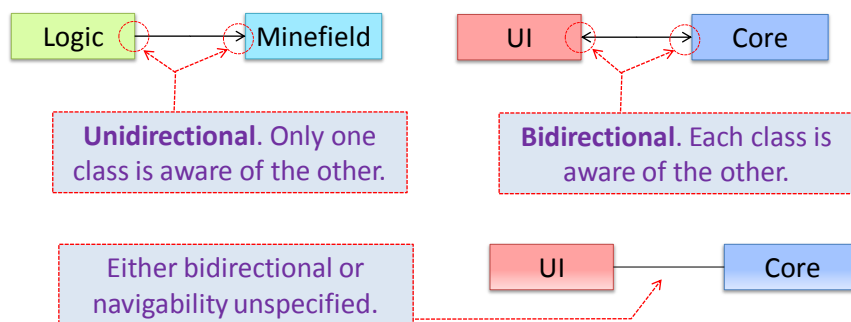 Logic
Minefield
UI
Core
Unidirectional. Only one
class is aware of the other.
Bidirectional. Each class is
aware of the other.
Either bidirectional or
navigability unspecified.
UI
Core